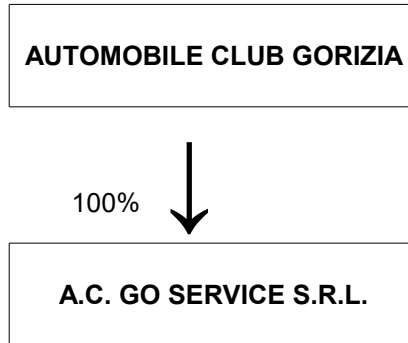 AUTOMOBILE CLUB GORIZIA
100%
A.C. GO SERVICE S.R.L.